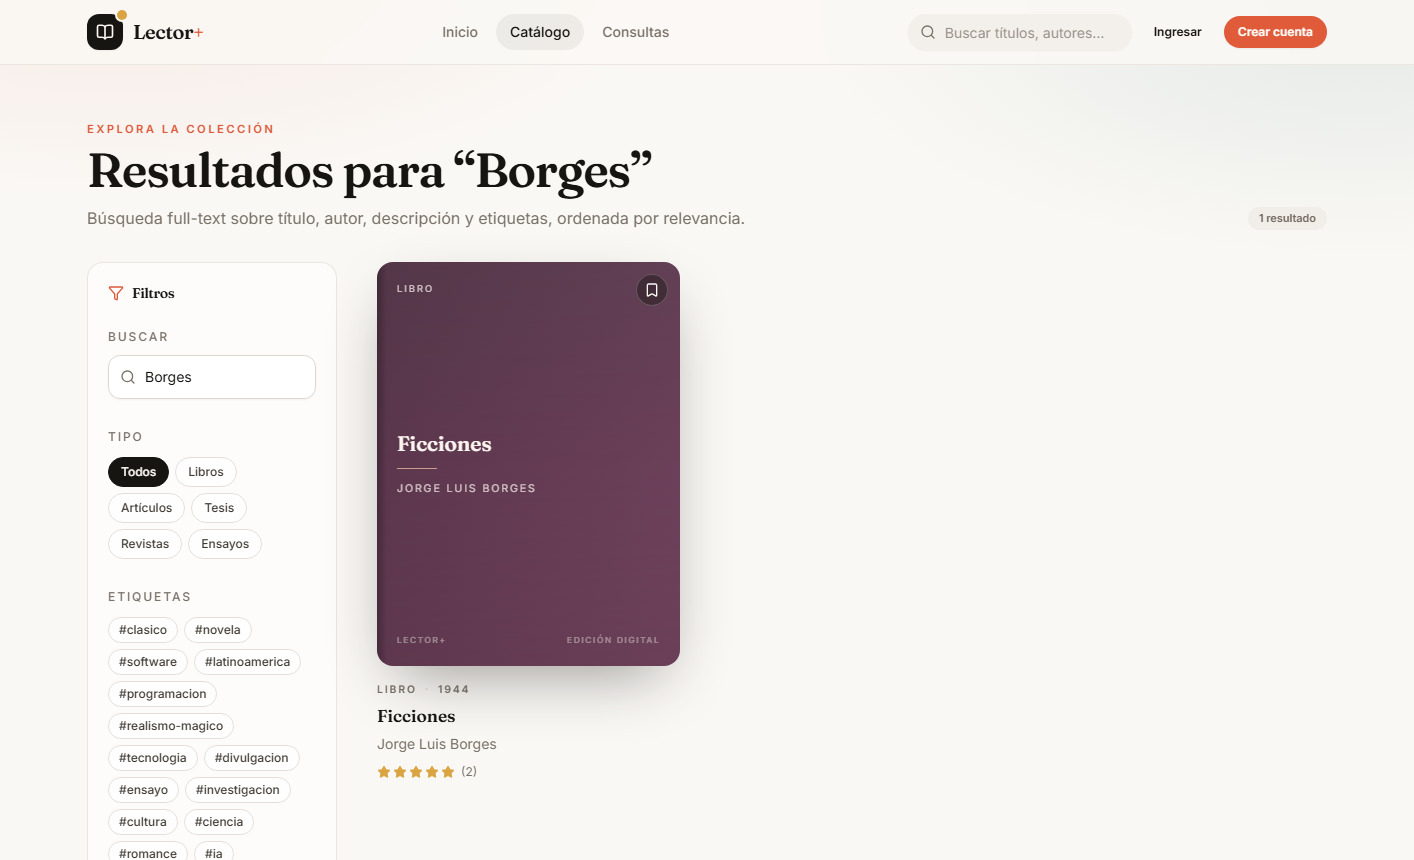 Lector+
Inicio Catálogo Consultas
Buscar títulos, autores...
Ingresar
Crear cuenta
EXPLORA LA COLECCIÓN
Resultados para “Borges”
Búsqueda full-text sobre título, autor, descripción y etiquetas, ordenada por relevancia.
1 resultado
Filtros
BUSCAR
Borges
TIPO
Todos Libros
Artículos Tesis
Revistas Ensayos
ETIQUETAS
#clasico #novela
#software #latinoamerica
#programacion
#realismo-magico
#tecnologia #divulgacion
#ensayo #investigacion
#cultura #ciencia
#romance #ia
LIBRO
Ficciones
JORGE LUIS BORGES
LECTOR+ EDICIÓN DIGITAL
LIBRO · 1944
Ficciones
Jorge Luis Borges
(2)